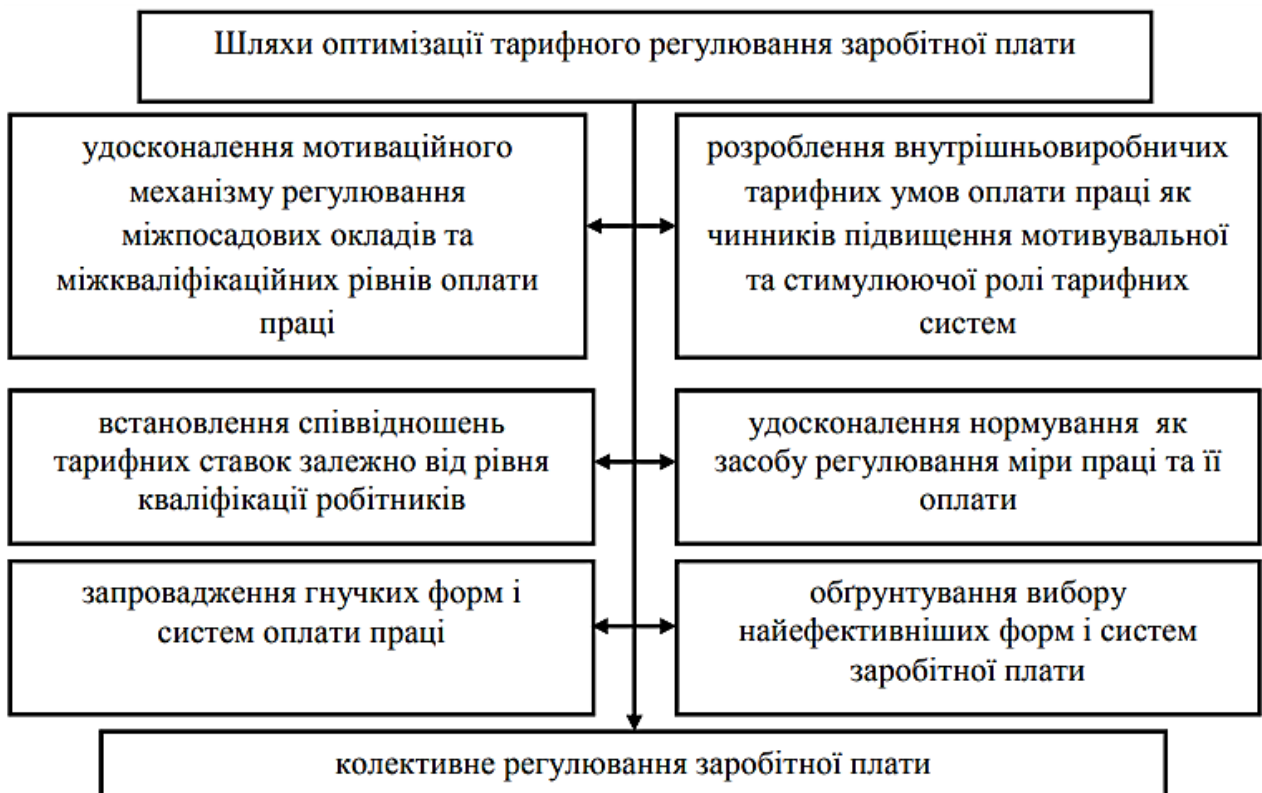 Шляхи оптимізації тарифного регулювання заробітної плати
удосконалення мотиваційного
механізму регулювання
міжпосадових окладів та
міжкваліфікаційних рівнів оплати
праці
розроблення внутрішньовиробничих
тарифних умов оплати праці як
чинників підвищення мотивувальної
та стимулюючої ролі тарифних
систем
встановлення співвідношень
тарифних ставок залежно від рівня
кваліфікації робітників
удосконалення нормування як
засобу регулювання міри праці та її
оплати
запровадження гнучких форм і
систем оплати праці
обґрунтування вибору
найефективніших форм і систем
заробітної плати
колективне регулювання заробітної плати